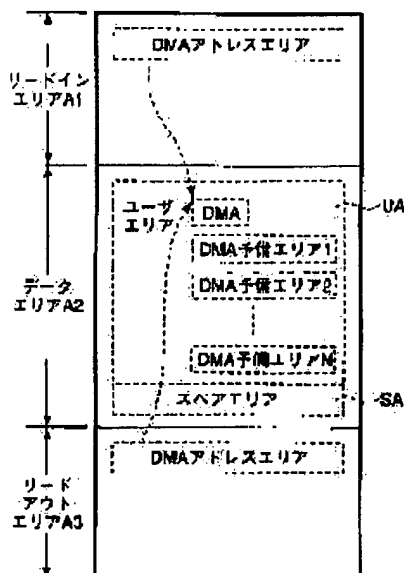 DMAアドレスエリア
リードイン
エリアA1
ユーザ
エリア
DMA
UA
DMA予備エリア1
DMA予備エリア2
データ
エリアA2
DMA予備エリアN
スペアエリア
SA
DMAアドレスエリア
リード
アウト
エリアA3